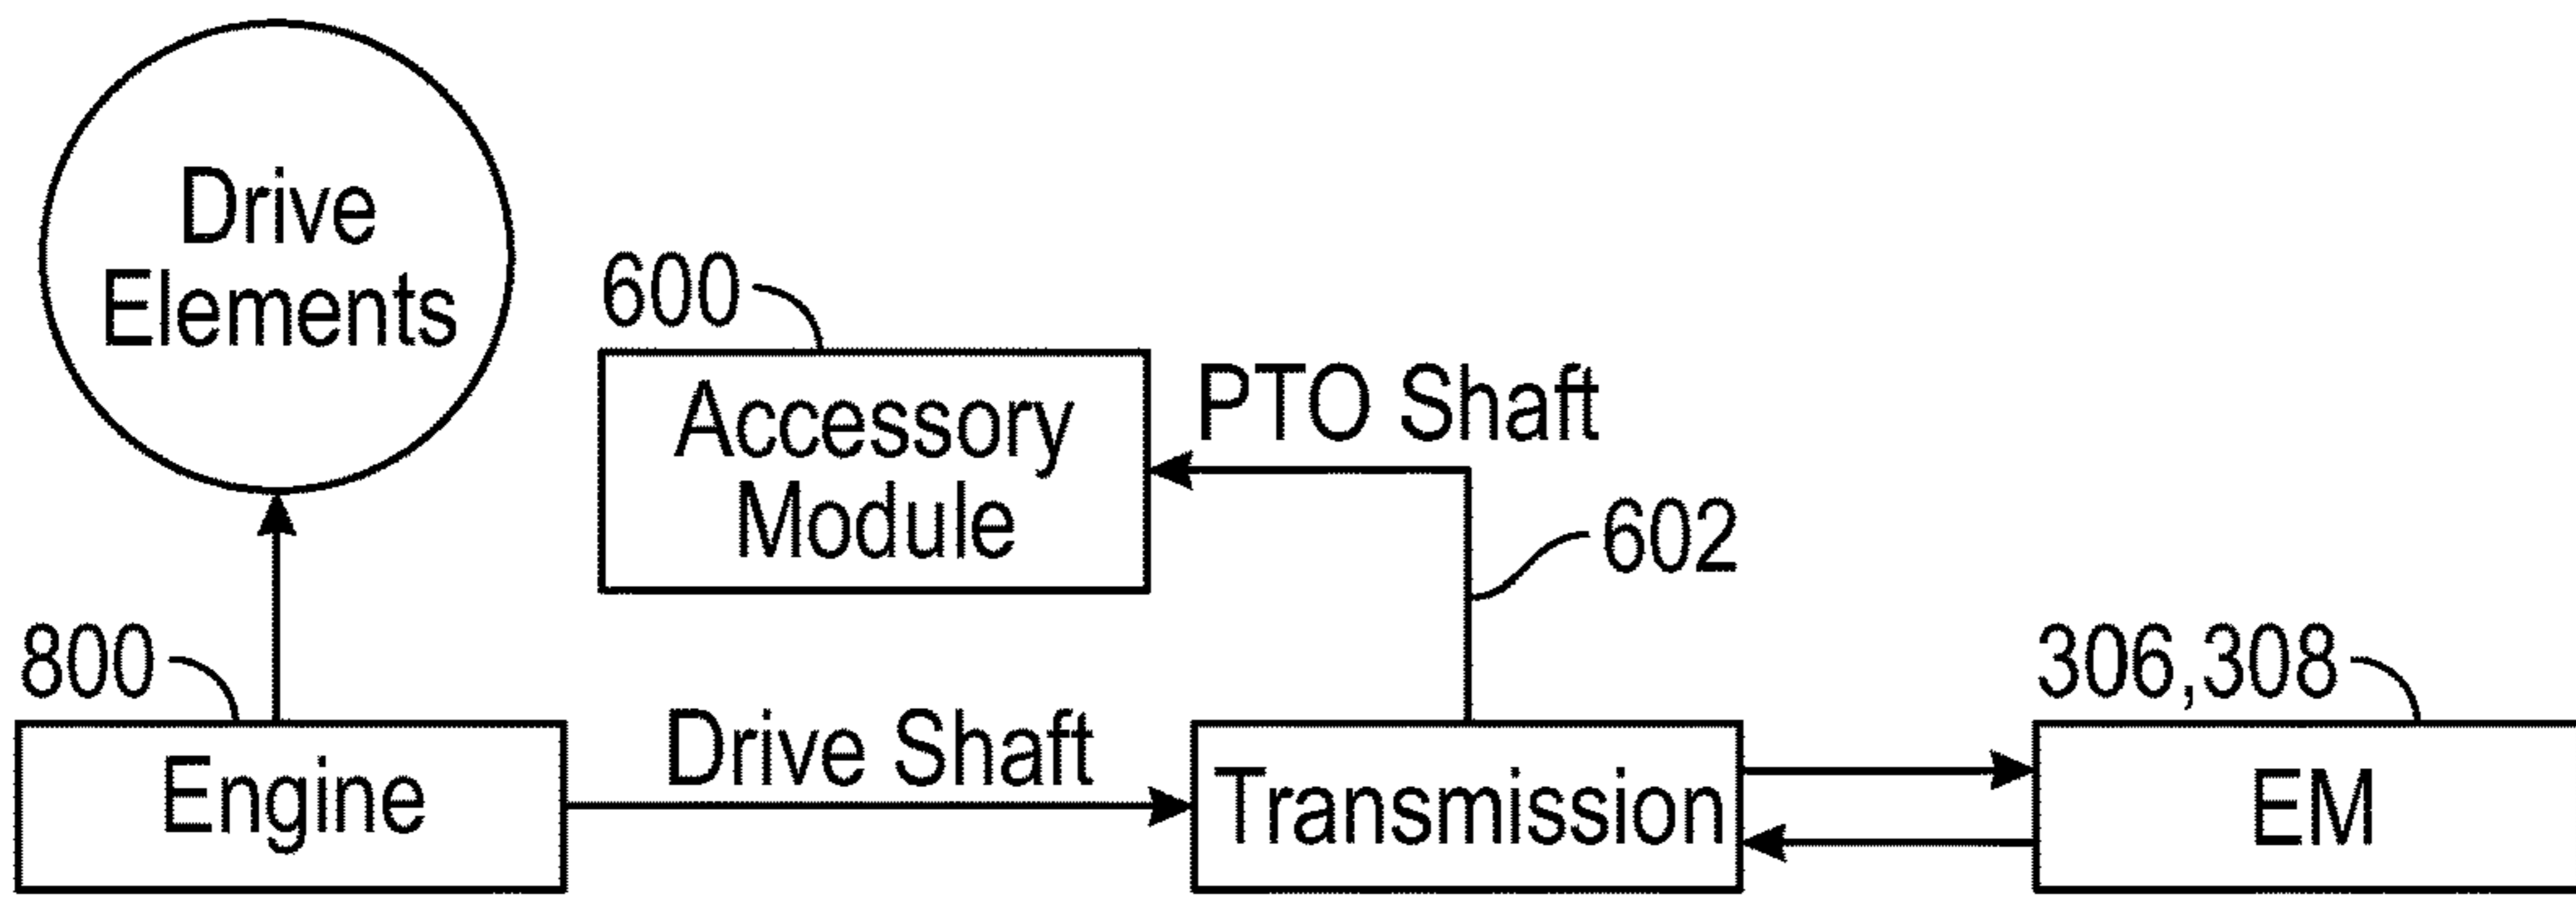 Drive
Elements
600
Accessory
Module
PTO Shaft
602
800
Engine
Drive Shaft
Transmission
306,308
EM